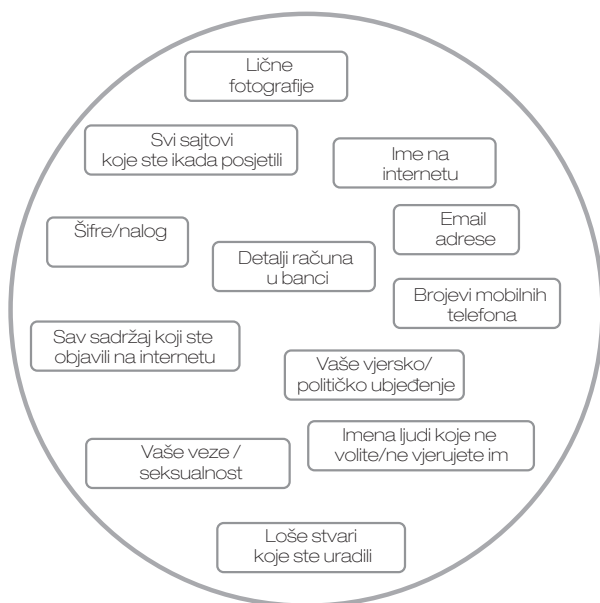 Lične
fotografije
Svi sajtovi
koje ste ikada posjetili
Ime na
internetu
Šifre/nalog
Email
adrese
Detalji računa
u banci
Brojevi mobilnih
telefona
Sav sadržaj koji ste
objavili na internetu
Vaše vjersko/
političko ubjeđenje
Imena ljudi koje ne
volite/ne vjerujete im
Vaše veze /
seksualnost
Loše stvari
koje ste uradili